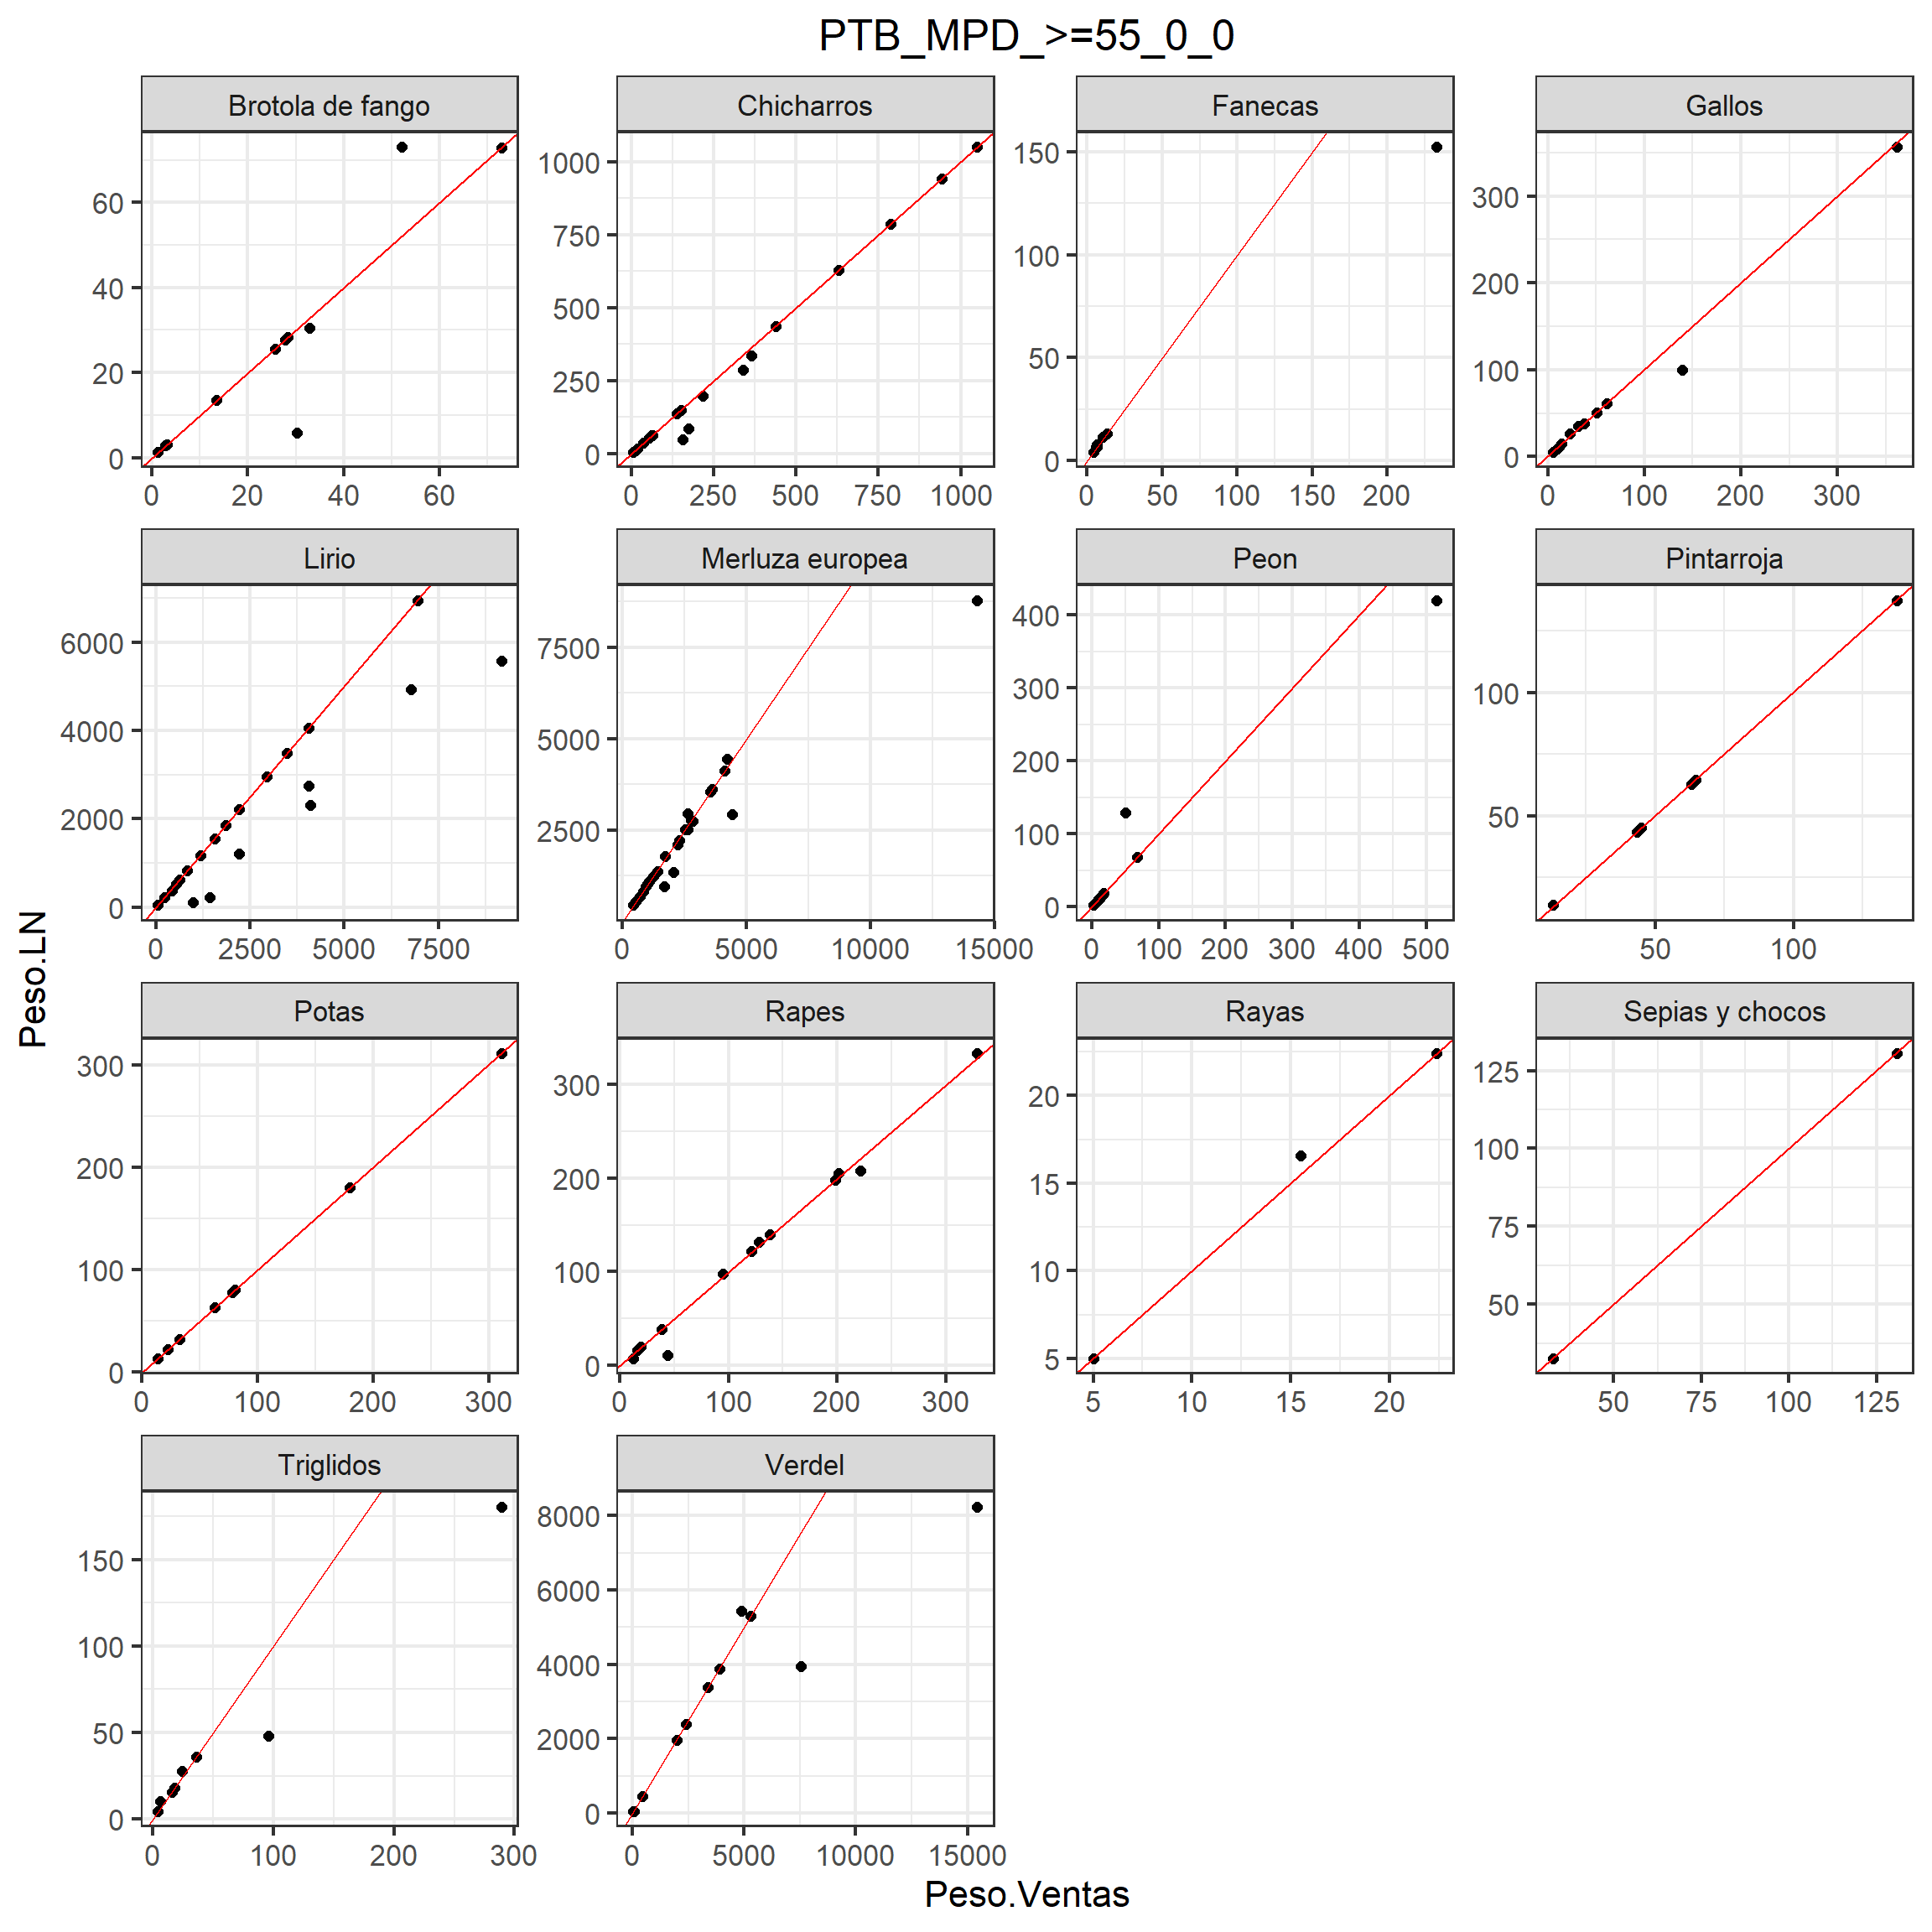 PTB_MPD_>=55_0_0
Brotola de fango
Chicharros
Fanecas
Gallos
0 20 40 60
0 20 40 60
0 250 500 750 1000
0 250 500 750 1000
0 50 100 150
0 50 100 150 200
0 100 200 300
0 100 200 300
Lirio
Merluza europea
Peon
Pintarroja
0 2000 4000 6000
0 2500 5000 7500
2500 5000 7500
0 5000 10000 15000
0 100 200 300 400
0 100 200 300 400 500
50 100
50 100
Peso.LN
Potas
Rapes
Rayas
Sepias y chocos
0 100 200 300
0 100 200 300
0 100 200 300
0 100 200 300
5 10 15 20
5 10 15 20
50 75 100 125
50 75 100 125
Triglidos
Verdel
0 50 100 150
0 100 200 300
0 2000 4000 6000 8000
0 5000 10000 15000
Peso.Ventas